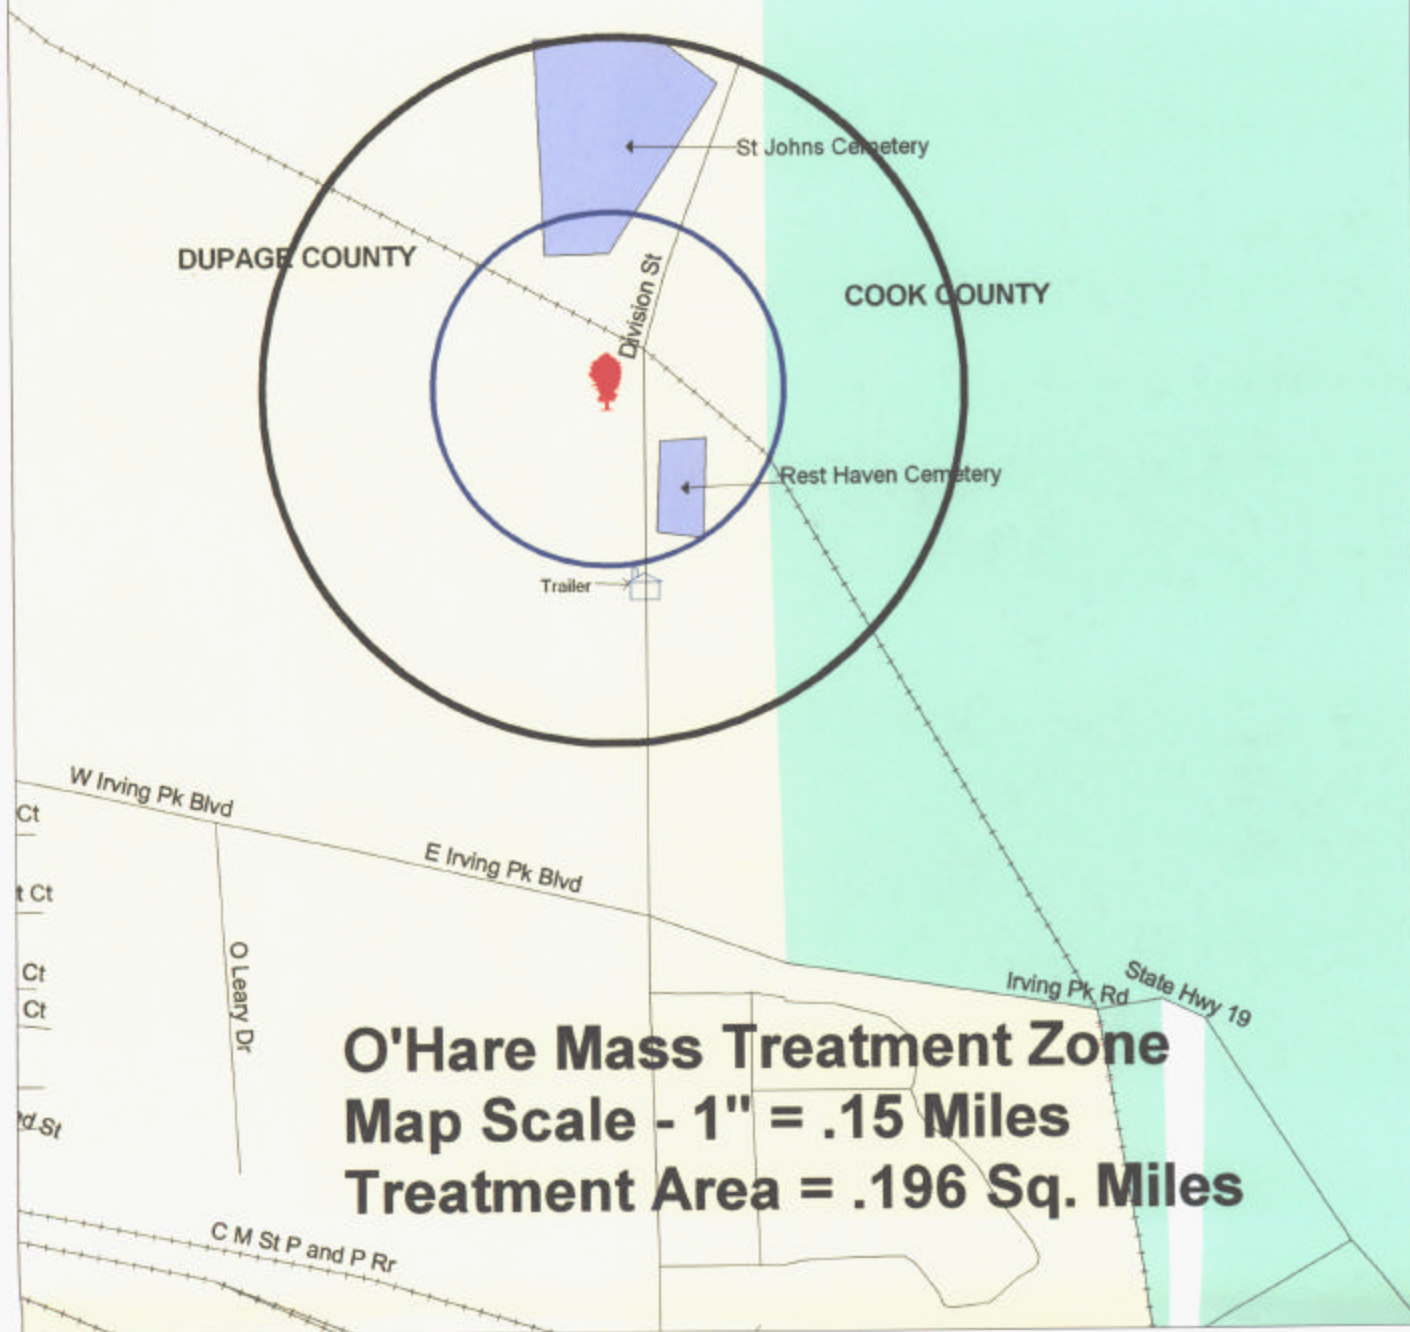 St Johns Cemetery
DUPAGE COUNTY
COOK COUNTY
Division St
Rest Haven Cemetery
Trailer
W Irving Pk Blvd
Ct
E Irving Pk Blvd
t Ct
O Leary Dr
Ct
Ct
Irving Pk Rd
State Hwy 19
O'Hare Mass Treatment Zone
Map Scale - 1" = .15 Miles
Treatment Area = .196 Sq. Miles
St
C M St P and P Rr